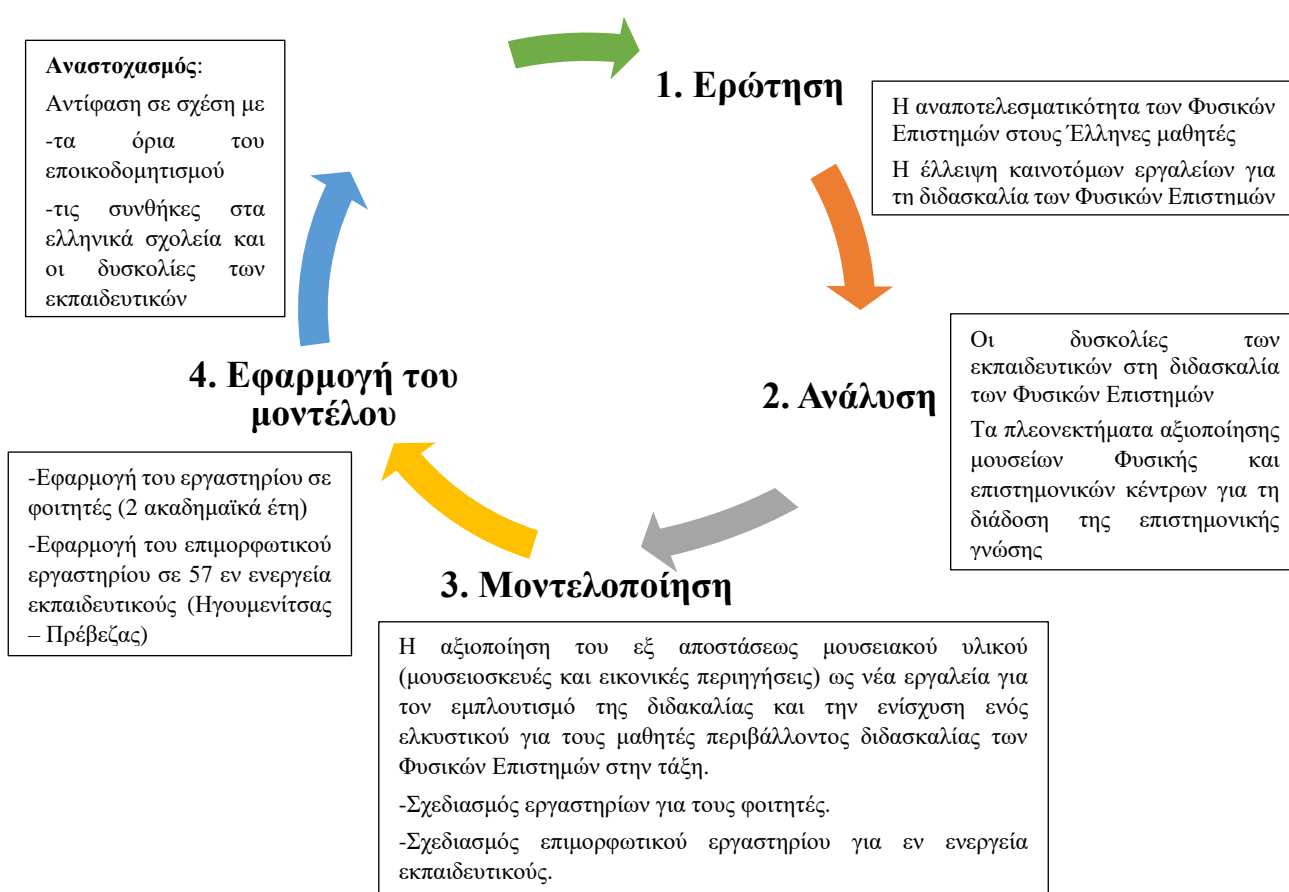 1. Ερώτηση
Η αναποτελεσματικότητα των Φυσικών
Επιστημών στους Έλληνες μαθητές
Η έλλειψη καινοτόμων εργαλείων για
τη διδασκαλία των Φυσικών Επιστημών
2. Ανάλυση
Οι δυσκολίες των
εκπαιδευτικών στη διδασκαλία
των Φυσικών Επιστημών
Τα πλεονεκτήματα αξιοποίησης
μουσείων Φυσικής και
επιστημονικών κέντρων για τη
διάδοση της επιστημονικής
γνώσης
3. Μοντελοποίηση
Η αξιοποίηση του εξ αποστάσεως μουσειακού υλικού
(μουσειοσκευές και εικονικές περιηγήσεις) ως νέα εργαλεία για
τον εμπλουτισμό της διδακαλίας και την ενίσχυση ενός
ελκυστικού για τους μαθητές περιβάλλοντος διδασκαλίας των
Φυσικών Επιστημών στην τάξη.
-Σχεδιασμός εργαστηρίων για τους φοιτητές.
-Σχεδιασμός επιμορφωτικού εργαστηρίου για εν ενεργεία
εκπαιδευτικούς.
4. Εφαρμογή του
μοντέλου
-Εφαρμογή του εργαστηρίου σε
φοιτητές (2 ακαδημαϊκά έτη)
-Εφαρμογή του επιμορφωτικού
εργαστηρίου σε 57 εν ενεργεία
εκπαιδευτικούς (Ηγουμενίτσας
– Πρέβεζας)
Αναστοχασμός:
Αντίφαση σε σχέση με
-τα όρια του
εποικοδομητισμού
-τις συνθήκες στα
ελληνικά σχολεία και
οι δυσκολίες των
εκπαιδευτικών